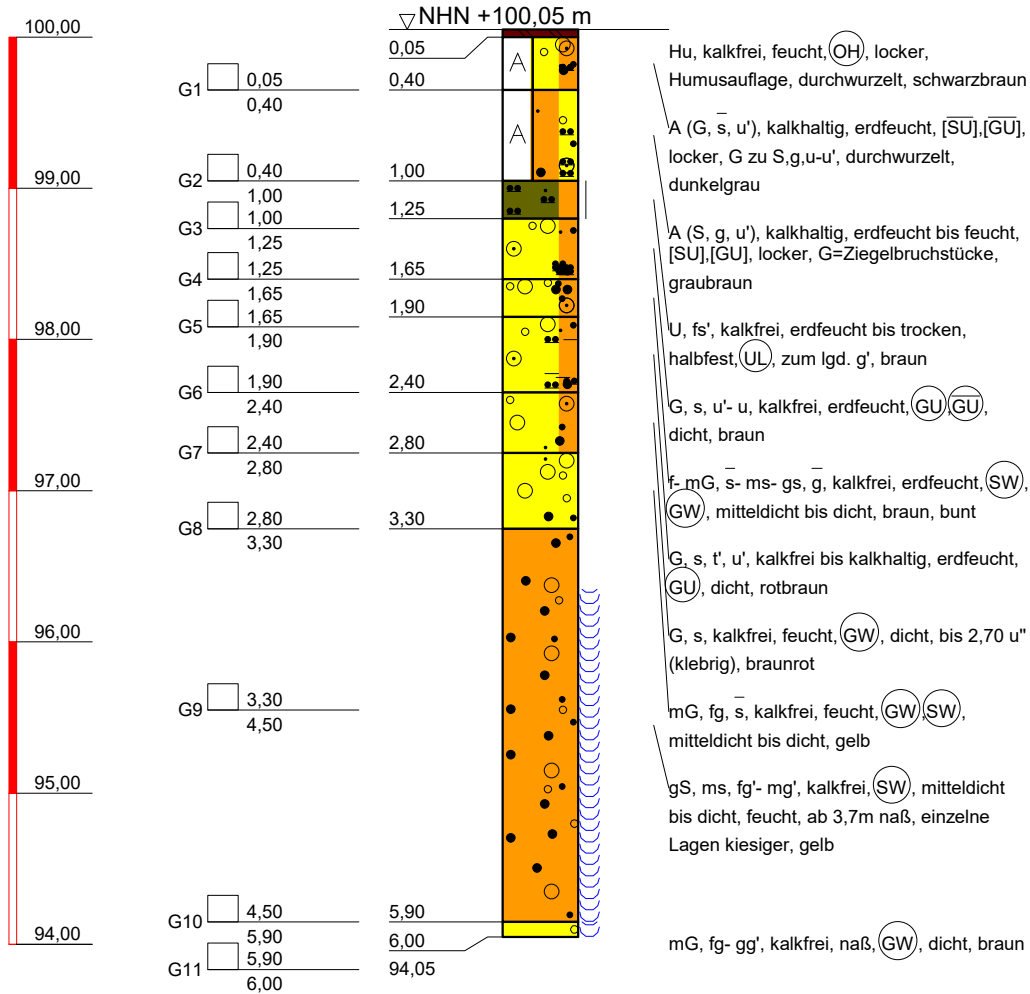 NHN +100,05 m
100,00
99,00
98,00
97,00
96,00
95,00
94,00
G1 0,05
0,40
G2 0,40
1,00
G3 1,00
1,25
G4 1,25
1,65
G5 1,65
1,90
G6 1,90
2,40
G7 2,40
2,80
G8 2,80
3,30
G9 3,30
4,50
G10 4,50
5,90
G11 5,90
6,00
0,05
0,40
1,00
1,25
1,65
1,90
2,40
2,80
3,30
5,90
6,00
94,05
A
A
Hu, kalkfrei, feucht, OH, locker,
Humusauflage, durchwurzelt, schwarzbraun
A (G, s̅, u'), kalkhaltig, erdfeucht, [S̅U̅],[G̅U̅],
locker, G zu S,g,u-u', durchwurzelt,
dunkelgrau
A (S, g, u'), kalkhaltig, erdfeucht bis feucht,
[SU],[GU], locker, G=Ziegelbruchstücke,
graubraun
U, fs', kalkfrei, erdfeucht bis trocken,
halbfest, UL, zum lgd. g', braun
G, s, u'- u, kalkfrei, erdfeucht, GU, G̅U̅,
dicht, braun
f- mG, s̅- ms- gs, g̅, kalkfrei, erdfeucht, SW,
GW, mitteldicht bis dicht, braun, bunt
G, s, t', u', kalkfrei bis kalkhaltig, erdfeucht,
GU, dicht, rotbraun
G, s, kalkfrei, feucht, GW, dicht, bis 2,70 u"
(klebrig), braunrot
mG, fg, s̅, kalkfrei, feucht, GW, SW,
mitteldicht bis dicht, gelb
gS, ms, fg'- mg', kalkfrei, SW, mitteldicht
bis dicht, feucht, ab 3,7m naß, einzelne
Lagen kiesiger, gelb
mG, fg- gg', kalkfrei, naß, GW, dicht, braun